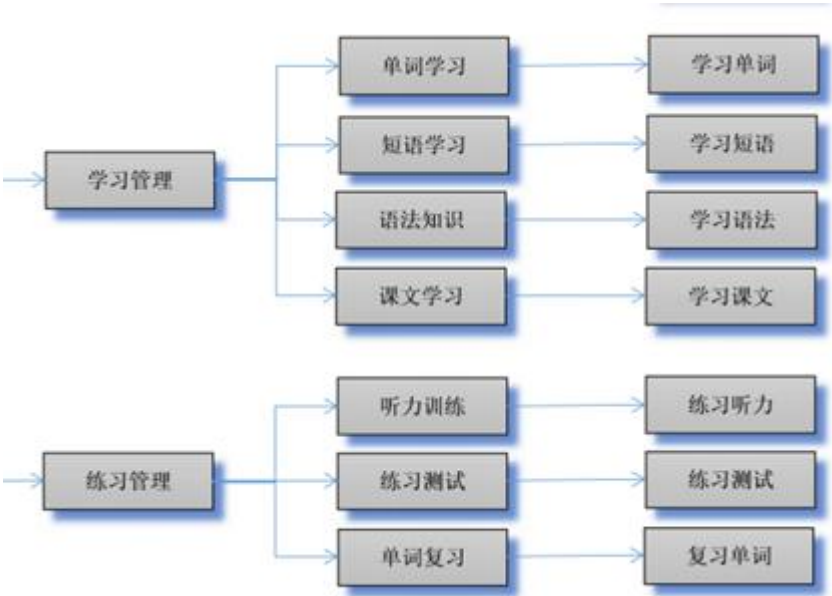 单词学习
学习单词
短语学习
学习短语
学习管理
语法知识
学习语法
课文学习
学习课文
听力训练
练习听力
练习管理
练习测试
练习测试
单词复习
复习单词